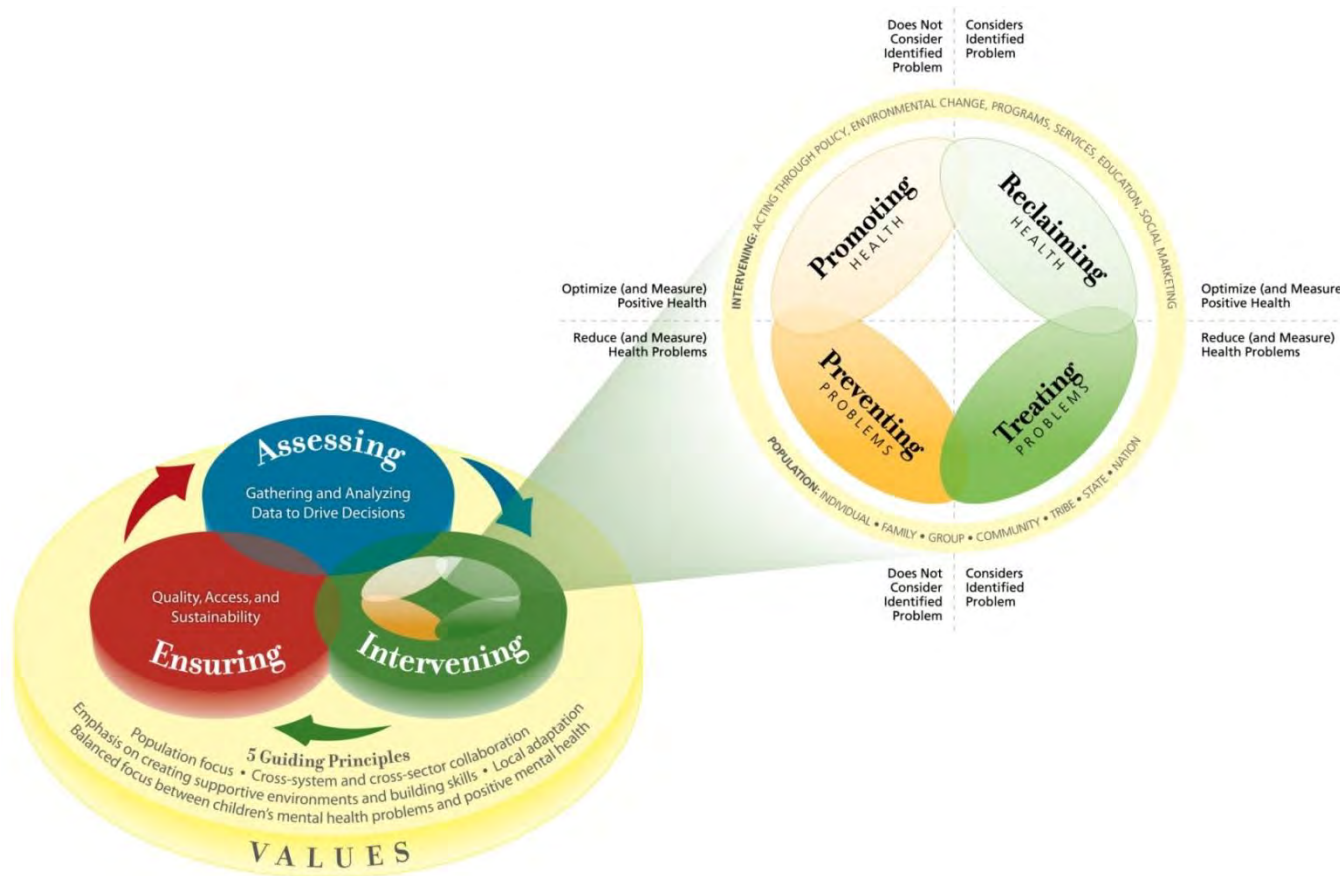 Does Not
Consider
Identified
Problem
Considers
Identified
Problem
INTERVENING: ACTING THROUGH POLICY, ENVIRONMENTAL CHANGE, PROGRAMS, SERVICES, EDUCATION, SOCIAL MARKETING
Promoting
HEALTH
Reclaiming
HEALTH
Optimize (and Measure)
Positive Health
Optimize (and Measure
Positive Health
Reduce (and Measure)
Health Problems
Reduce (and Measure)
Health Problems
Preventing
PROBLEMS
Treating
PROBLEMS
POPULATION: INDIVIDUAL • FAMILY • GROUP • COMMUNITY • TRIBE • STATE • NATION
Does Not
Consider
Identified
Problem
Considers
Identified
Problem
Assessing
Gathering and Analyzing
Data to Drive Decisions
Quality, Access, and
Sustainability
Ensuring
Intervening
5 Guiding Principles
Population focus • Cross-system and cross-sector collaboration
Emphasis on creating supportive environments and building skills • Local adaptation
Balanced focus between children's mental health problems and positive mental health
VALUES